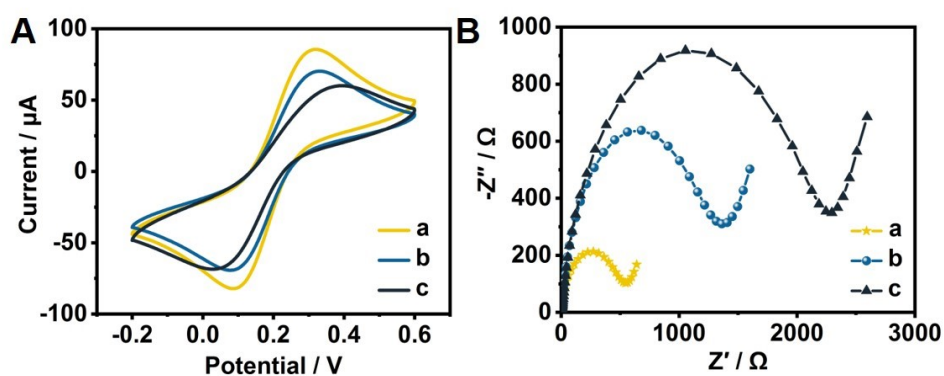 A
100
50
0
-50
-100
Current / μA
-0.2
0.0
0.2
0.4
0.6
Potential / V
a
b
c
B
1000
800
600
400
200
0
-Z″ / Ω
0
1000
2000
3000
Z′ / Ω
a
b
c